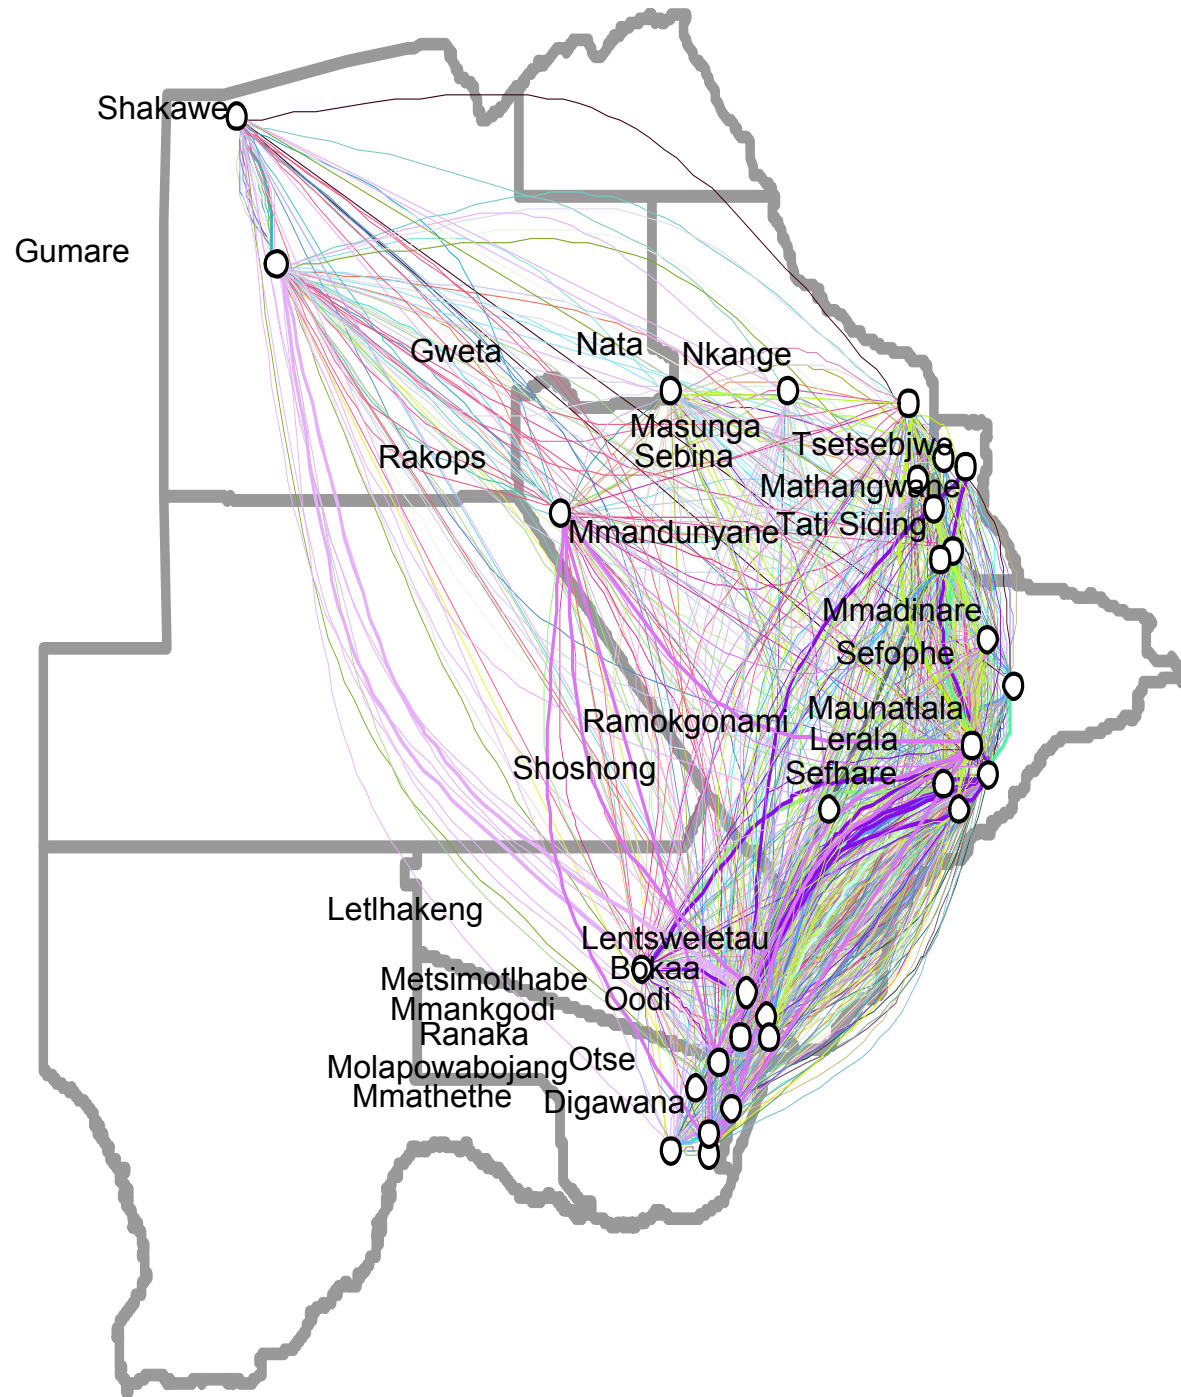 Shakawe
Gumare
Nata
Gweta
Nkange
Masunga
Tsetsebjwe
Rakops
Sebina
Mathangwane
Mmandunyane
Tati Siding
Mmadinare
Sefophe
Maunatlala
Ramokgonami
Lerala
Shoshong
Sefhare
Letlhakeng
Lentsweletau
Bokaa
Metsimotlhabe
Oodi
Mmankgodi
Ranaka
Otse
Molapowabojang
Mmathethe
Digawana